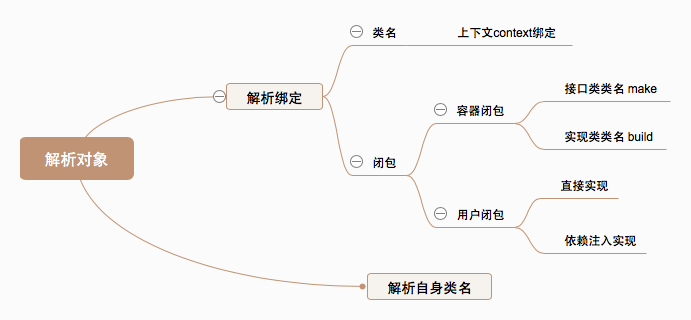 解析对象
解析绑定
类名
上下文context绑定
闭包
容器闭包
接口类类名 make
实现类类名 build
用户闭包
直接实现
依赖注入实现
解析自身类名